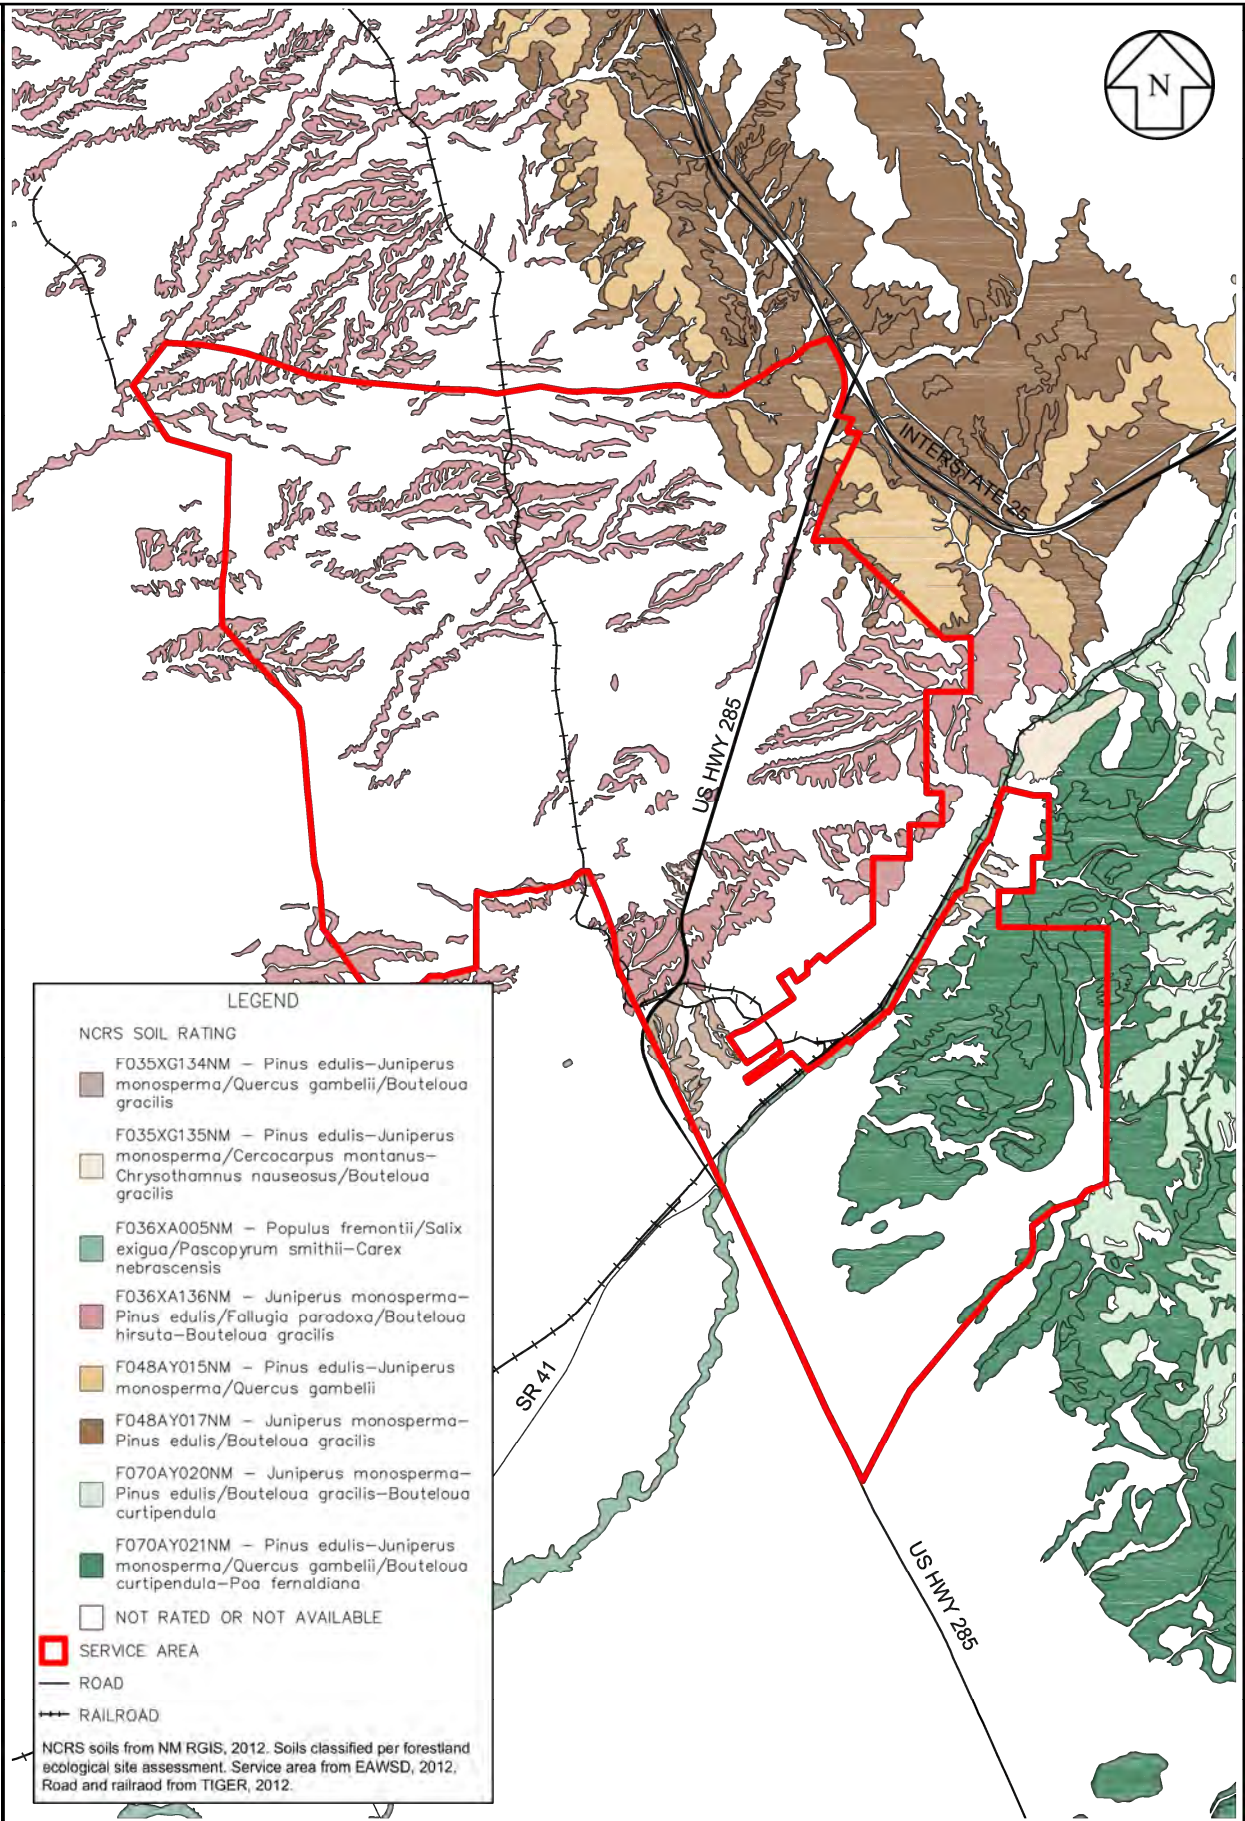 N
INTERSTATE 25
US HWY 285
SR 41
US HWY 285
LEGEND
NCRS SOIL RATING
F035XG134NM – Pinus edulis–Juniperus
monosperma/Quercus gambelii/Bouteloua
gracilis
F035XG135NM – Pinus edulis–Juniperus
monosperma/Cercocarpus montanus–
Chrysothamnus nauseosus/Bouteloua
gracilis
F036XA005NM – Populus fremontii/Salix
exigua/Pascopyrum smithii–Carex
nebrascensis
F036XA136NM – Juniperus monosperma–
Pinus edulis/Fallugia paradoxa/Bouteloua
hirsuta–Bouteloua gracilis
F048AY015NM – Pinus edulis–Juniperus
monosperma/Quercus gambelii
F048AY017NM – Juniperus monosperma–
Pinus edulis/Bouteloua gracilis
F070AY020NM – Juniperus monosperma–
Pinus edulis/Bouteloua gracilis–Bouteloua
curtipendula
F070AY021NM – Pinus edulis–Juniperus
monosperma/Quercus gambelii/Bouteloua
curtipendula–Poa fernaldiana
NOT RATED OR NOT AVAILABLE
SERVICE AREA
ROAD
RAILROAD
NCRS soils from NM RGIS, 2012. Soils classified per forestland
ecological site assessment. Service area from EAWSD, 2012,
Road and railraod from TIGER, 2012.